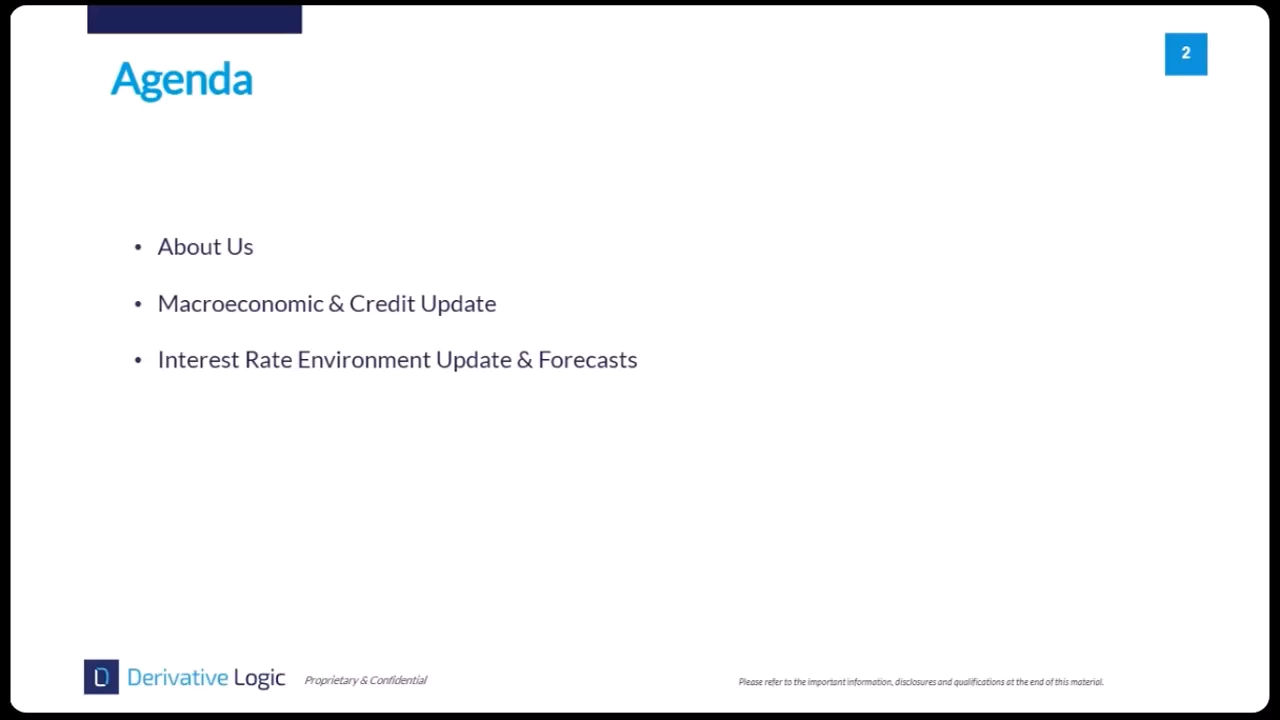 2
Agenda
• About Us
• Macroeconomic & Credit Update
• Interest Rate Environment Update & Forecasts
Derivative Logic Proprietary & Confidential
Please refer to the important information, disclosures and qualifications at the end of this material.